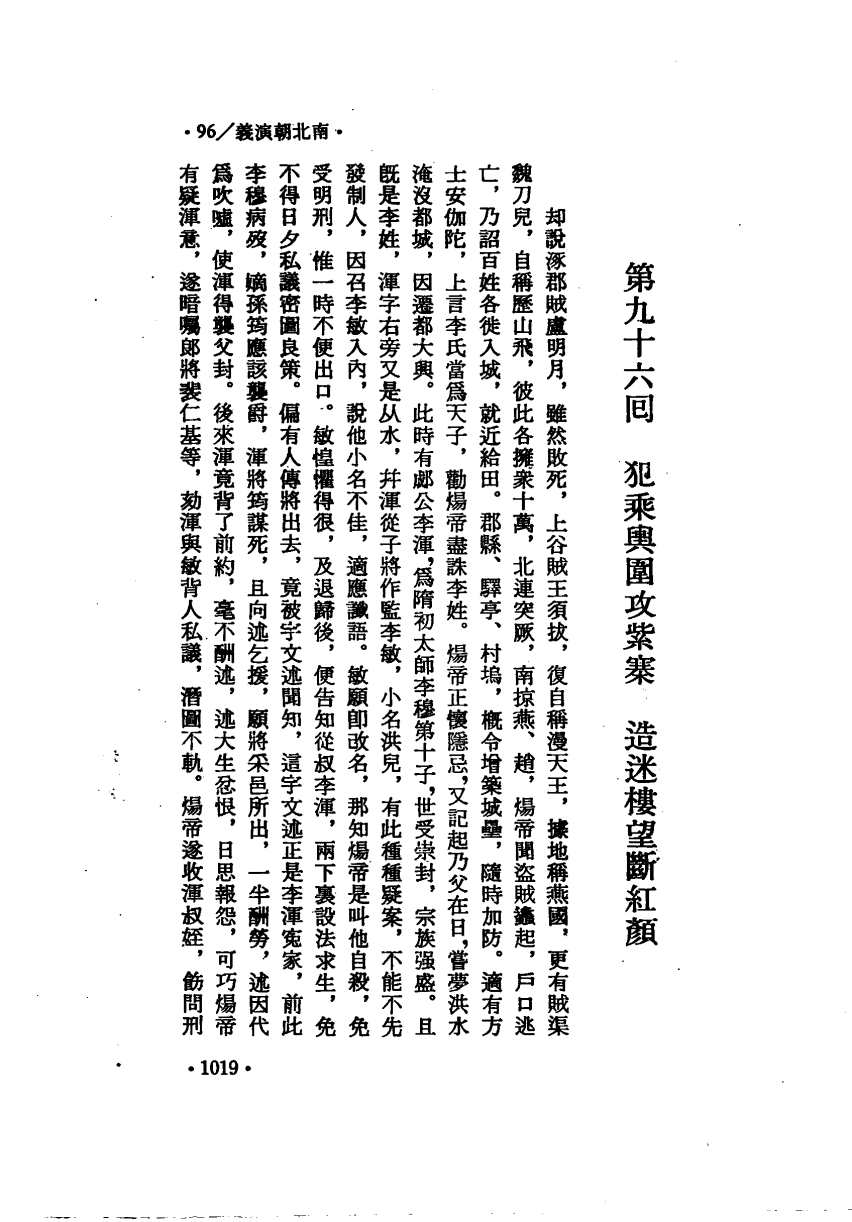 ·96/義演朝北南·
第九十六回　犯乘輿圍攻紫寨　造迷樓望斷紅顏
却說涿郡賊盧明月，雖然敗死，上谷賊王須拔，復自稱漫天王，據地稱燕國，更有賊渠
魏刀兒，自稱歷山飛，彼此各擁衆十萬，北連突厥，南掠燕、趙，煬帝聞盜賊蠭起，戶口逃
亡，乃詔百姓各徙入城，就近給田。郡縣、驛亭、村塢，概令增築城壘，隨時加防。適有方
士安伽陀，上言李氏當爲天子，勸煬帝盡誅李姓。煬帝正懷隱忌，又記起乃父在日，嘗夢洪水
淹沒都城，因遷都大興。此時有郕公李渾，爲隋初太師李穆第十子，世受崇封，宗族强盛。且
旣是李姓，渾字右旁又是从水，幷渾從子將作監李敏，小名洪兒，有此種種疑案，不能不先
發制人，因召李敏入內，說他小名不佳，適應讖語。敏願卽改名，那知煬帝是叫他自殺，免
受明刑，惟一時不便出口。敏惶懼得很，及退歸後，便告知從叔李渾，兩下裏設法求生，免
不得日夕私議密圖良策。偏有人傳將出去，竟被宇文述聞知，這宇文述正是李渾寃家，前此
李穆病歿，嫡孫筠應該襲爵，渾將筠謀死，且向述乞援，願將采邑所出，一半酬勞，述因代
爲吹噓，使渾得襲父封。後來渾竟背了前約，毫不酬述，述大生忿恨，日思報怨，可巧煬帝
有疑渾意，遂暗囑郎將裴仁基等，劾渾與敏背人私議，潛圖不軌。煬帝遂收渾叔姪，飭問刑
·1019·